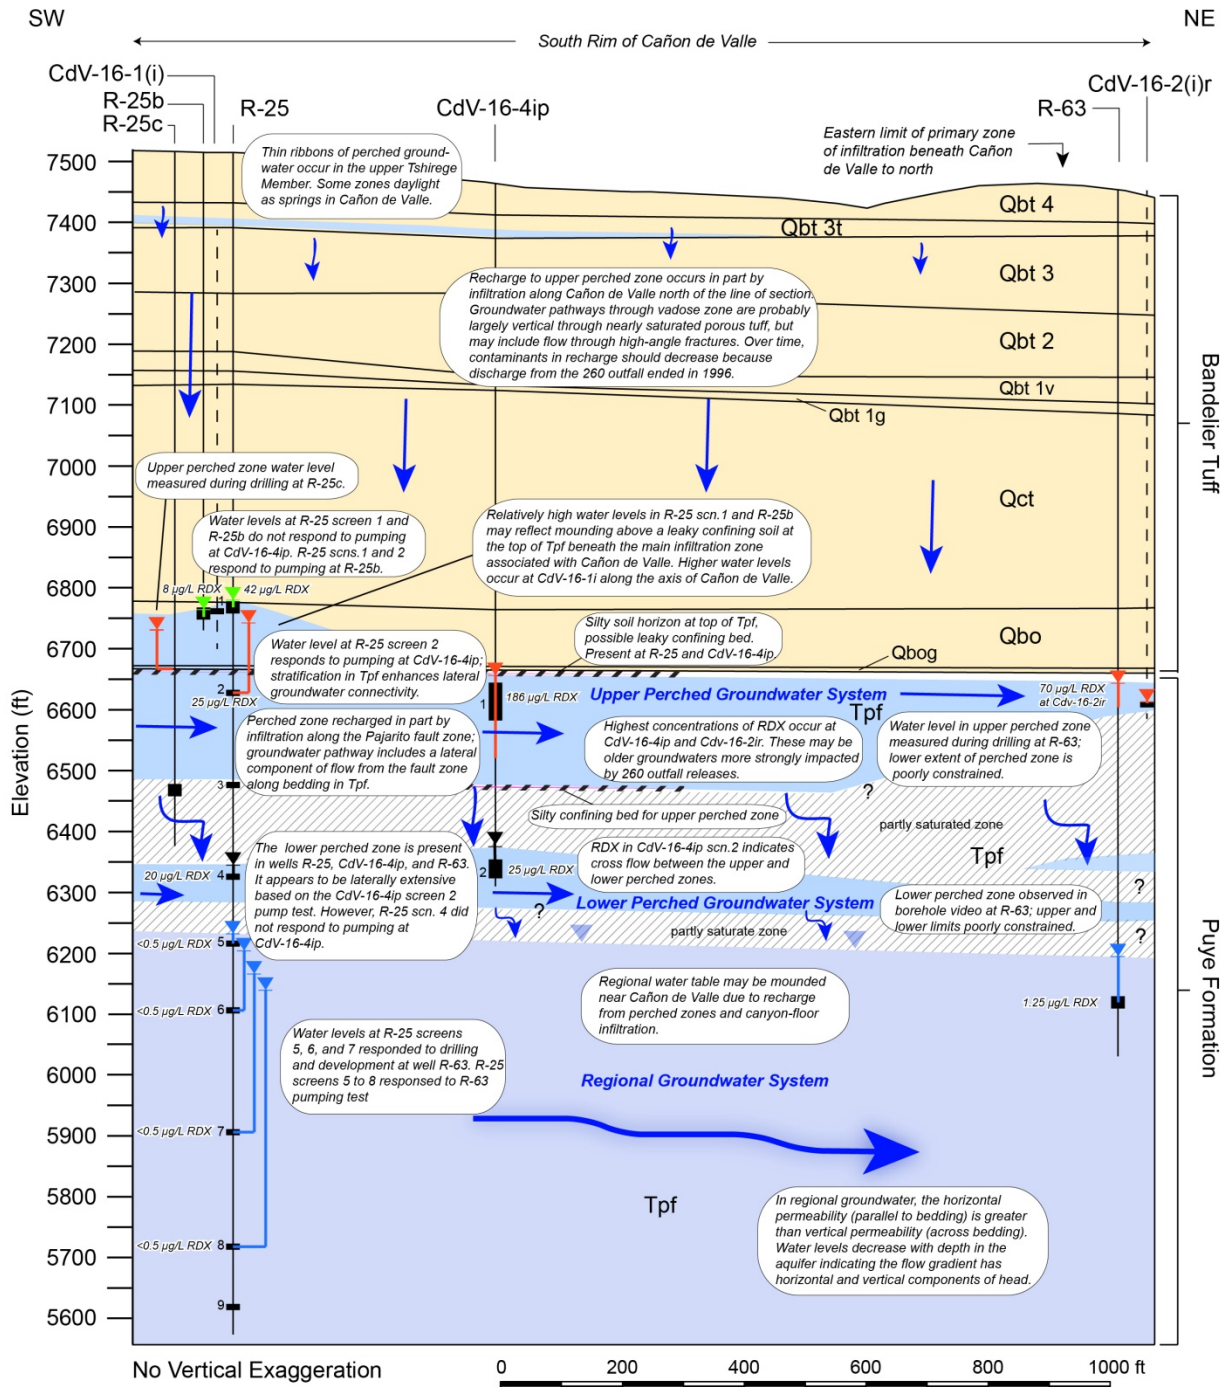 SW
NE
South Rim of Cañon de Valle
CdV-16-1(i)
R-25b
R-25c
R-25
CdV-16-4ip
R-63
CdV-16-2(i)r
Eastern limit of primary zone
of infiltration beneath Cañon
de Valle to north
Thin ribbons of perched ground-
water occur in the upper Tshirege
Member. Some zones daylight
as springs in Cañon de Valle.
Elevation (ft)
7500
7400
7300
7200
7100
7000
6900
6800
6700
6600
6500
6400
6300
6200
6100
6000
5900
5800
5700
5600
Qbt 4
Qbt 3t
Qbt 3
Qbt 2
Qbt 1v
Qbt 1g
Qct
Qbo
Qbog
Bandelier Tuff
Puye Formation
Recharge to upper perched zone occurs in part by
infiltration along Cañon de Valle north of the line of section.
Groundwater pathways through vadose zone are probably
largely vertical through nearly saturated porous tuff, but
may include flow through high-angle fractures. Over time,
contaminants in recharge should decrease because
discharge from the 260 outfall ended in 1996.
Upper perched zone water level
measured during drilling at R-25c.
Water levels at R-25 screen 1 and
R-25b do not respond to pumping
at CdV-16-4ip. R-25 scns.1 and 2
respond to pumping at R-25b.
Relatively high water levels in R-25 scn.1 and R-25b
may reflect mounding above a leaky confining soil at
the top of Tpf beneath the main infiltration zone
associated with Cañon de Valle. Higher water levels
occur at CdV-16-1i along the axis of Cañon de Valle.
8 µg/L RDX
42 µg/L RDX
1
Silty soil horizon at top of Tpf,
possible leaky confining bed.
Present at R-25 and CdV-16-4ip.
Water level at R-25 screen 2
responds to pumping at CdV-16-4ip;
stratification in Tpf enhances lateral
groundwater connectivity.
2
25 µg/L RDX
1
186 µg/L RDX
Upper Perched Groundwater System
Tpf
70 µg/L RDX
at Cdv-16-2ir
Perched zone recharged in part by
infiltration along the Pajarito fault zone;
groundwater pathway includes a lateral
component of flow from the fault zone
along bedding in Tpf.
Highest concentrations of RDX occur at
CdV-16-4ip and Cdv-16-2ir. These may be
older groundwaters more strongly impacted
by 260 outfall releases.
Water level in upper perched zone
measured during drilling at R-63;
lower extent of perched zone is
poorly constrained.
3
?
Silty confining bed for upper perched zone
partly saturated zone
Tpf
The lower perched zone is present
in wells R-25, CdV-16-4ip, and R-63.
It appears to be laterally extensive
based on the CdV-16-4ip screen 2
pump test. However, R-25 scn. 4 did
not respond to pumping at
CdV-16-4ip.
RDX in CdV-16-4ip scn.2 indicates
cross flow between the upper and
lower perched zones.
20 µg/L RDX
4
2
25 µg/L RDX
Lower Perched Groundwater System
?
?
?
Lower perched zone observed in
borehole video at R-63; upper and
lower limits poorly constrained.
partly saturate zone
<0.5 µg/L RDX
5
Regional water table may be mounded
near Cañon de Valle due to recharge
from perched zones and canyon-floor
infiltration.
1.25 µg/L RDX
<0.5 µg/L RDX
6
Water levels at R-25 screens
5, 6, and 7 responded to drilling
and development at well R-63. R-25
screens 5 to 8 responsed to R-63
pumping test
Regional Groundwater System
<0.5 µg/L RDX
7
Tpf
In regional groundwater, the horizontal
permeability (parallel to bedding) is greater
than vertical permeability (across bedding).
Water levels decrease with depth in the
aquifer indicating the flow gradient has
horizontal and vertical components of head.
<0.5 µg/L RDX
8
9
No Vertical Exaggeration
0
200
400
600
800
1000 ft